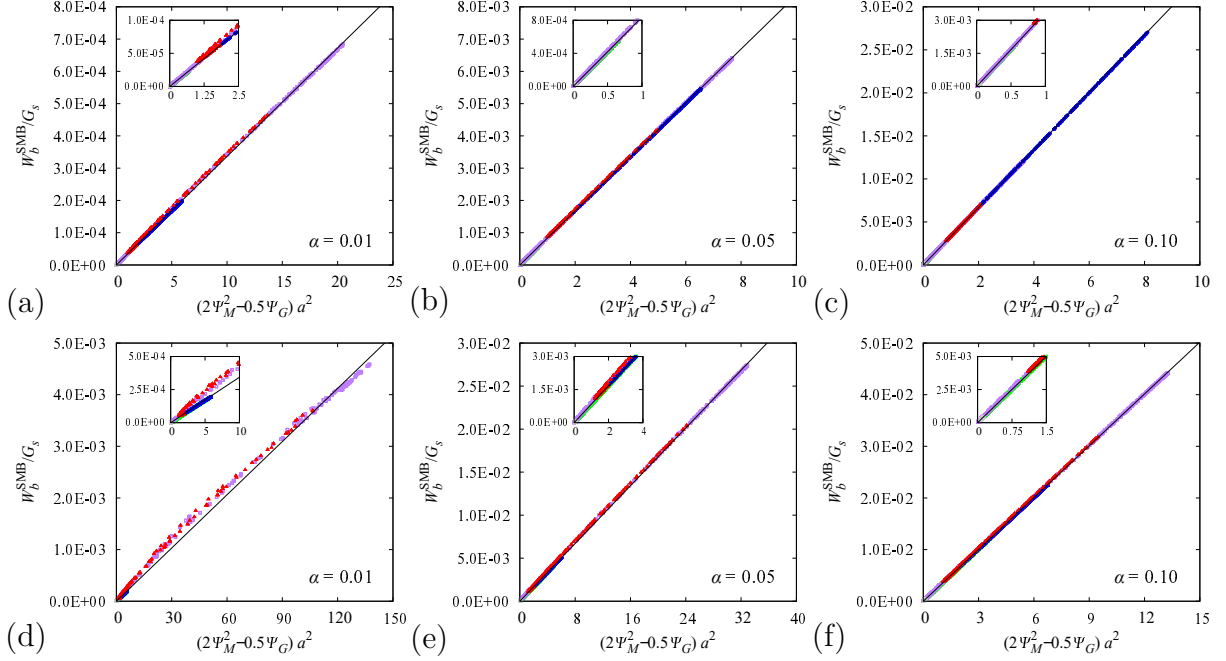 8.0E−04
7.0E−04
6.0E−04
5.0E−04
4.0E−04
3.0E−04
2.0E−04
1.0E−04
0.0E+00
W_b^SMB/G_s
1.0E−04
5.0E−05
0.0E+00
0 1.25 2.5
α = 0.01
0 5 10 15 20 25
(a) (2Ψ_M^2−0.5Ψ_G) a^2
8.0E−03
7.0E−03
6.0E−03
5.0E−03
4.0E−03
3.0E−03
2.0E−03
1.0E−03
0.0E+00
W_b^SMB/G_s
8.0E−04
4.0E−04
0.0E+00
0 0.5 1
α = 0.05
0 2 4 6 8 10
(b) (2Ψ_M^2−0.5Ψ_G) a^2
3.0E−02
2.5E−02
2.0E−02
1.5E−02
1.0E−02
5.0E−03
0.0E+00
W_b^SMB/G_s
3.0E−03
1.5E−03
0.0E+00
0 0.5 1
α = 0.10
0 2 4 6 8 10
(c) (2Ψ_M^2−0.5Ψ_G) a^2
5.0E−03
4.0E−03
3.0E−03
2.0E−03
1.0E−03
0.0E+00
W_b^SMB/G_s
5.0E−04
2.5E−04
0.0E+00
0 5 10
α = 0.01
0 30 60 90 120 150
(d) (2Ψ_M^2−0.5Ψ_G) a^2
3.0E−02
2.5E−02
2.0E−02
1.5E−02
1.0E−02
5.0E−03
0.0E+00
W_b^SMB/G_s
3.0E−03
1.5E−03
0.0E+00
0 2 4
α = 0.05
0 8 16 24 32 40
(e) (2Ψ_M^2−0.5Ψ_G) a^2
5.0E−02
4.0E−02
3.0E−02
2.0E−02
1.0E−02
0.0E+00
W_b^SMB/G_s
5.0E−03
2.5E−03
0.0E+00
0 0.75 1.5
α = 0.10
0 3 6 9 12 15
(f) (2Ψ_M^2−0.5Ψ_G) a^2